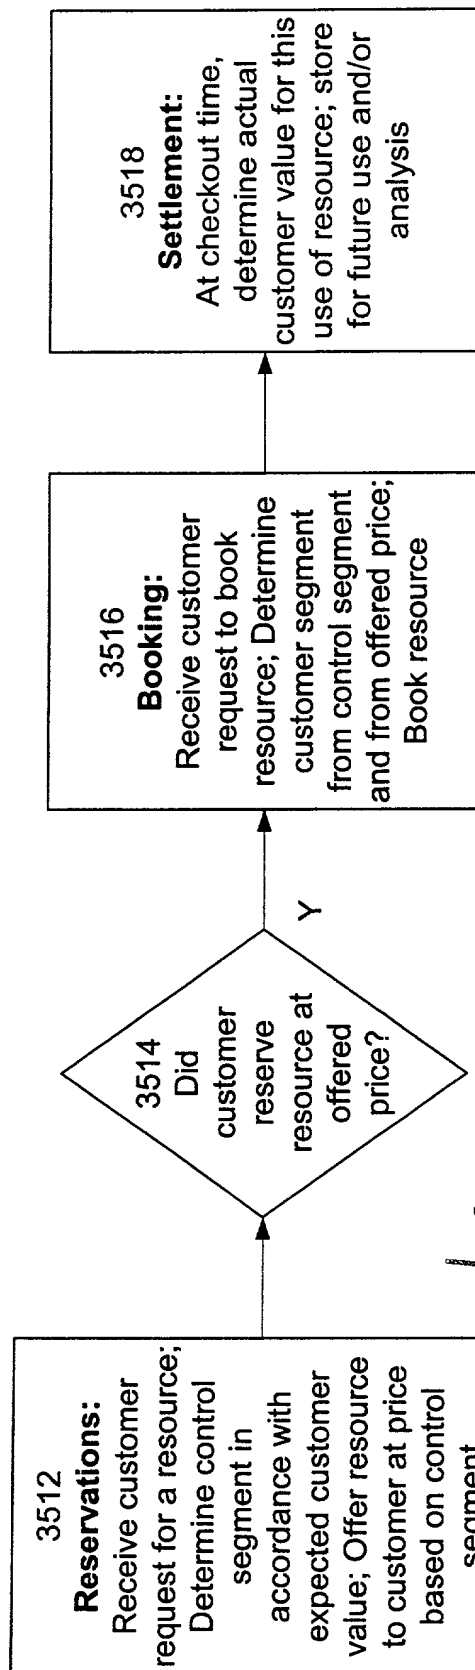 3512
Reservations:
Receive customer
request for a resource;
Determine control
segment in
accordance with
expected customer
value; Offer resource
to customer at price
based on control
segment
3514
Did
customer
reserve
resource at
offered
price?
Y
3516
Booking:
Receive customer
request to book
resource; Determine
customer segment
from control segment
and from offered price;
Book resource
3518
Settlement:
At checkout time,
determine actual
customer value for this
use of resource; store
for future use and/or
analysis